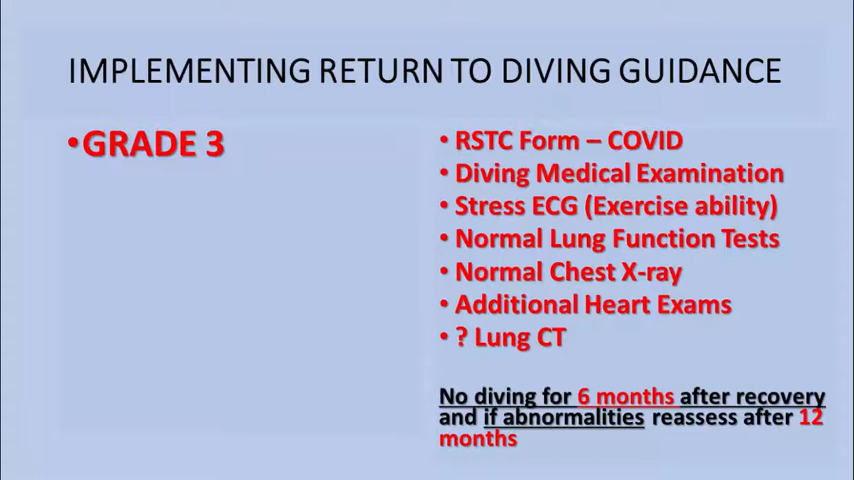 IMPLEMENTING RETURN TO DIVING GUIDANCE
•GRADE 3
• RSTC Form – COVID
• Diving Medical Examination
• Stress ECG (Exercise ability)
• Normal Lung Function Tests
• Normal Chest X-ray
• Additional Heart Exams
• ? Lung CT
No diving for 6 months after recovery
and if abnormalities reassess after 12
months